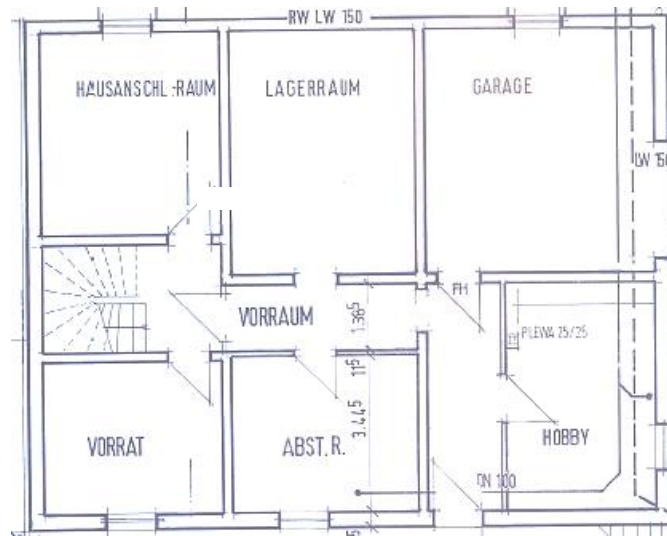 RW LW 150
HAUSANSCHL.-RAUM
LAGERRAUM
GARAGE
LW 150
FH
VORRAUM
1.38⁵
PLEWA 25/25
11⁵
3.44⁵
VORRAT
ABST. R.
HOBBY
DN 100